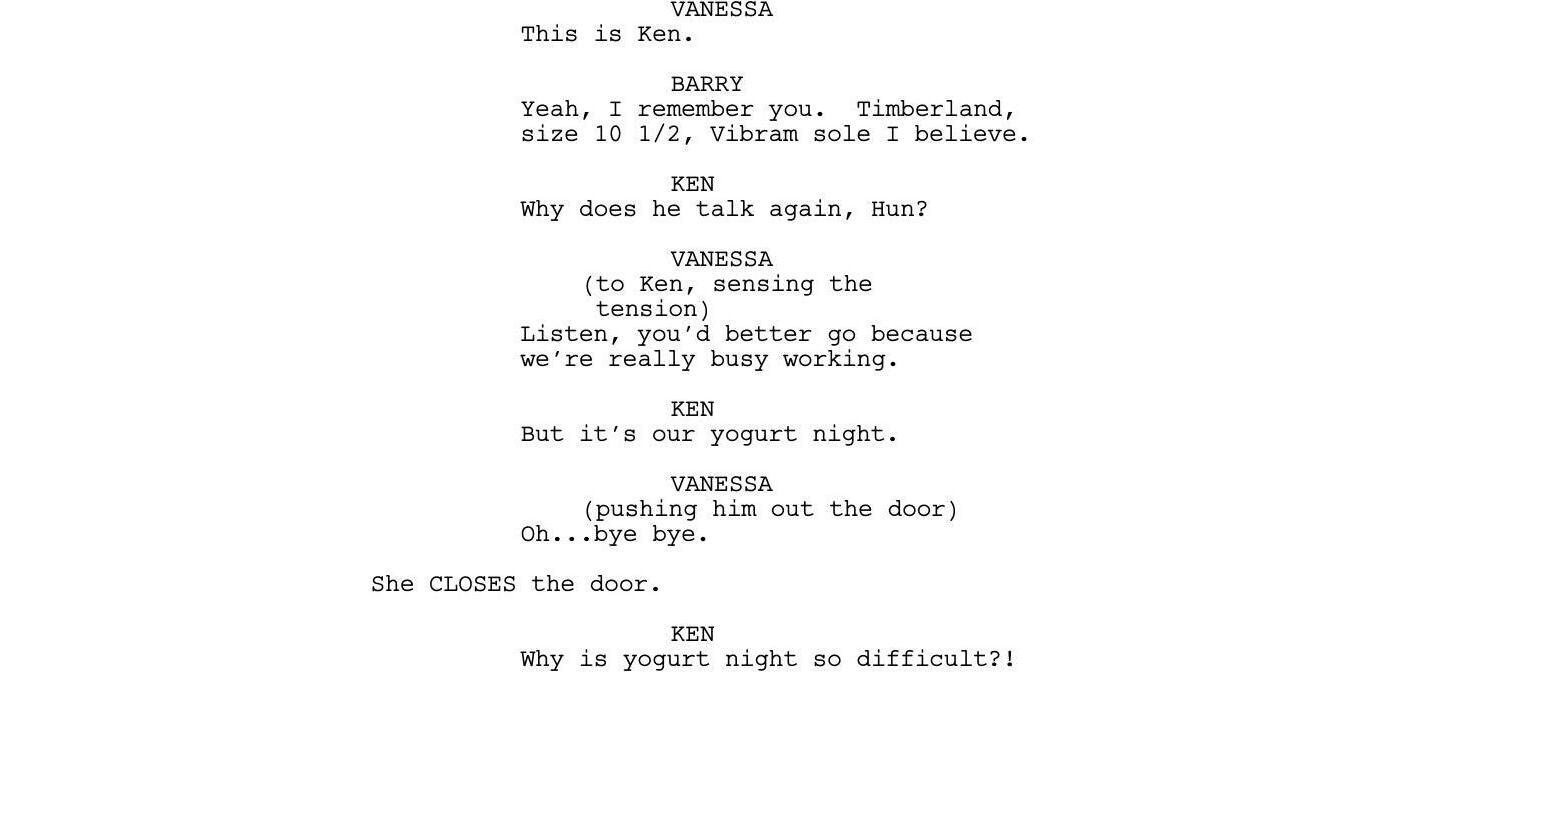 VANESSA
This is Ken.
BARRY
Yeah, I remember you.  Timberland,
size 10 1/2, Vibram sole I believe.
KEN
Why does he talk again, Hun?
VANESSA
(to Ken, sensing the
tension)
Listen, you’d better go because
we’re really busy working.
KEN
But it’s our yogurt night.
VANESSA
(pushing him out the door)
Oh...bye bye.
She CLOSES the door.
KEN
Why is yogurt night so difficult?!